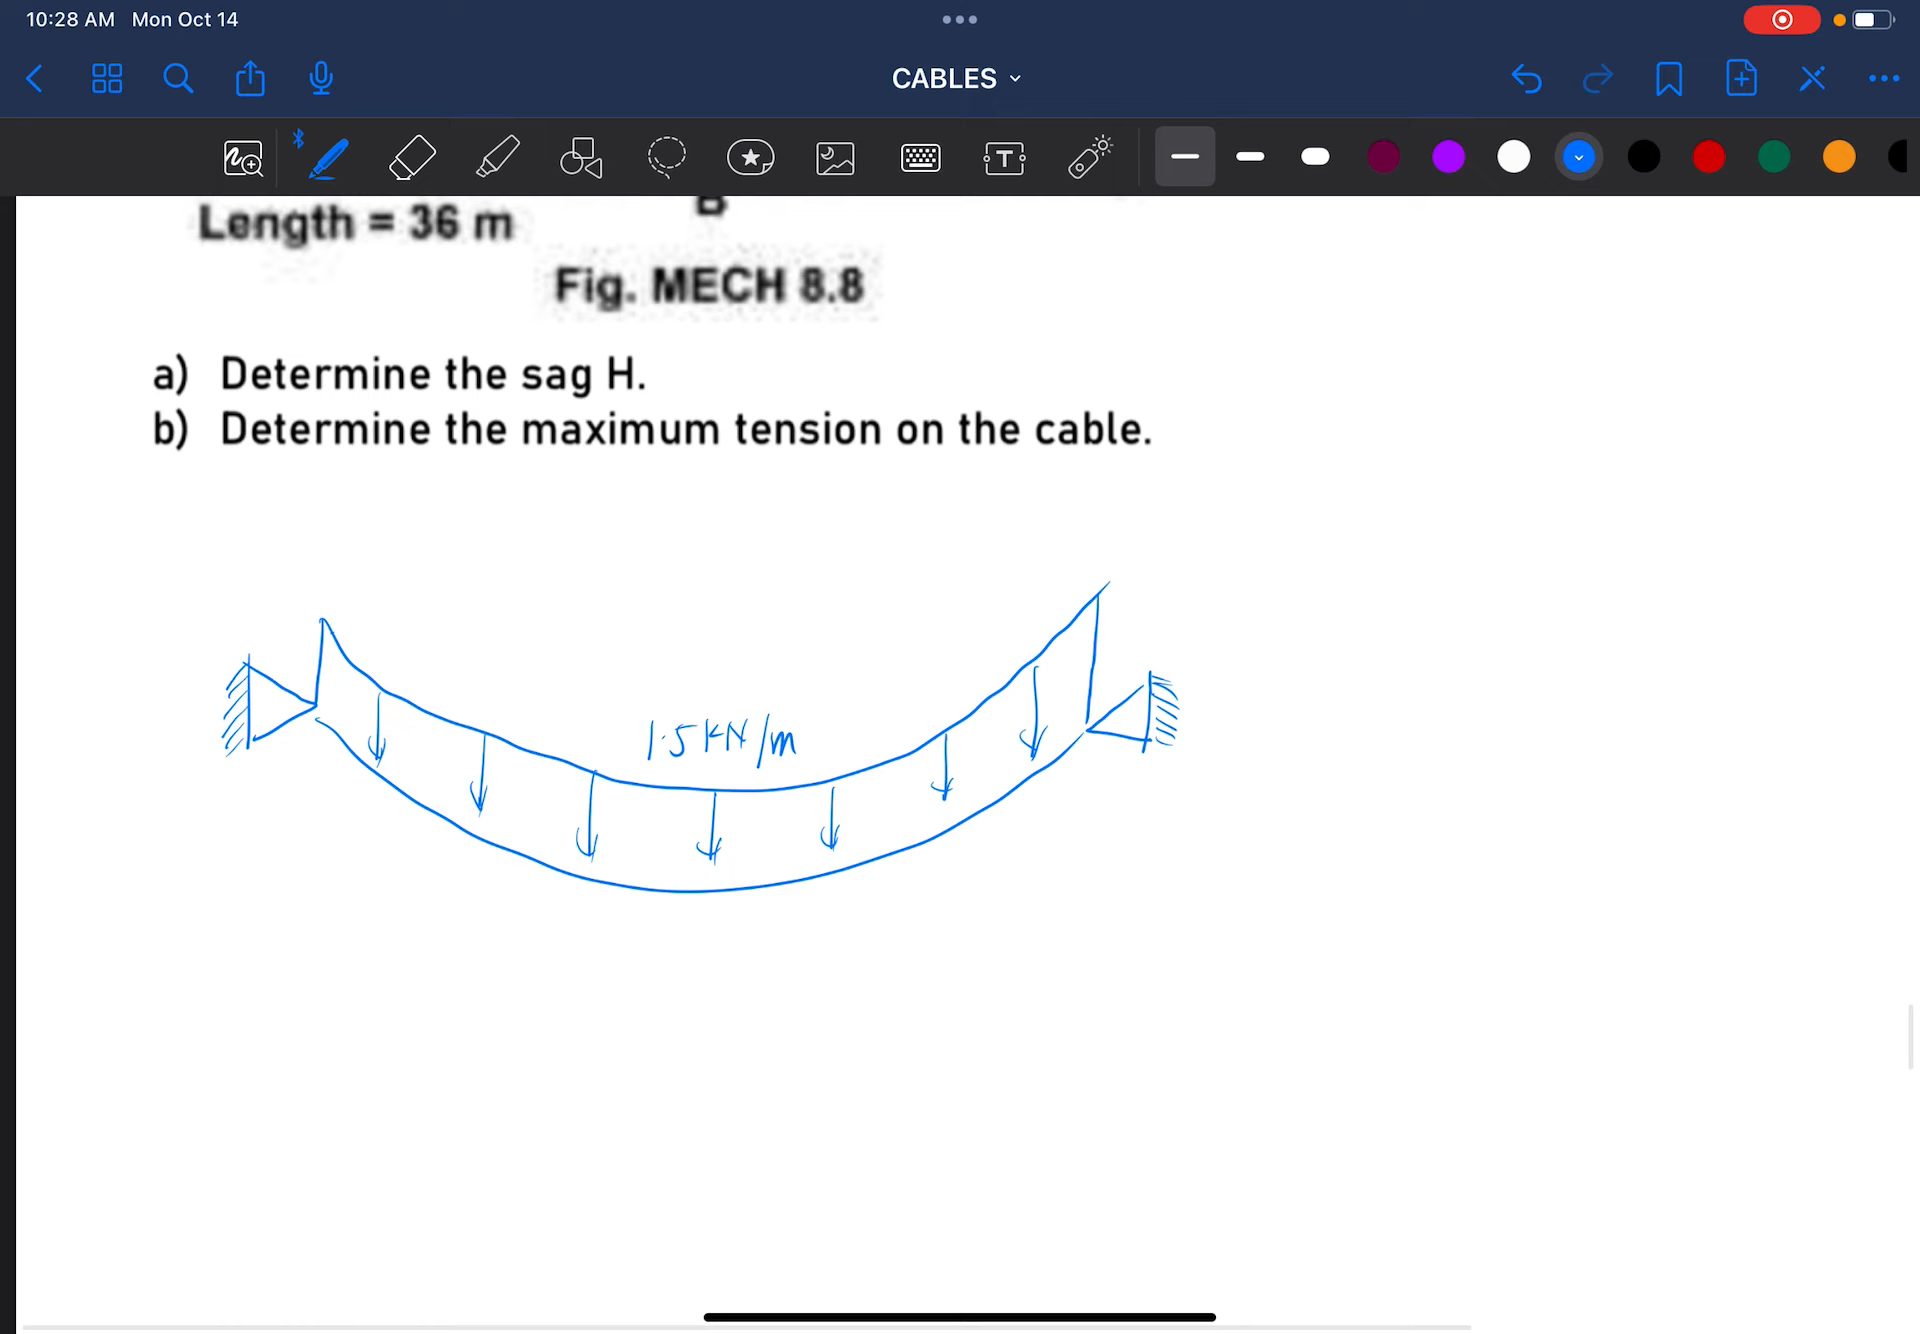 10:28 AM Mon Oct 14
CABLES
T
Length = 36 m
B
Fig. MECH 8.8
a) Determine the sag H.
b) Determine the maximum tension on the cable.
1.5 KN/m